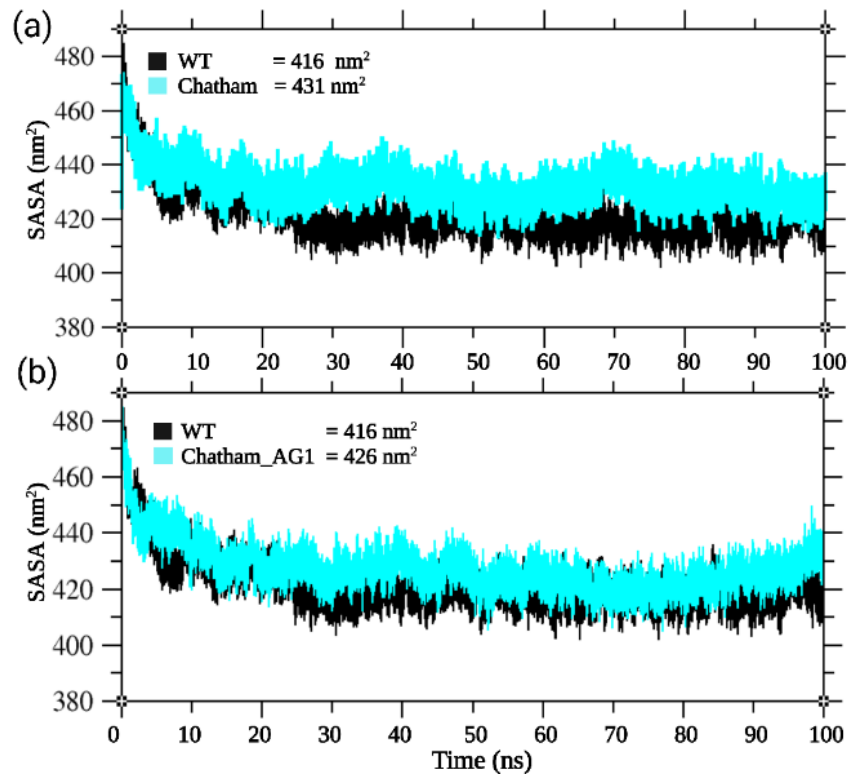 (a)
SASA (nm²)
480
460
440
420
400
380
WT = 416 nm²
Chatham = 431 nm²
0 10 20 30 40 50 60 70 80 90 100
(b)
SASA (nm²)
480
460
440
420
400
380
WT = 416 nm²
Chatham_AG1 = 426 nm²
0 10 20 30 40 50 60 70 80 90 100
Time (ns)